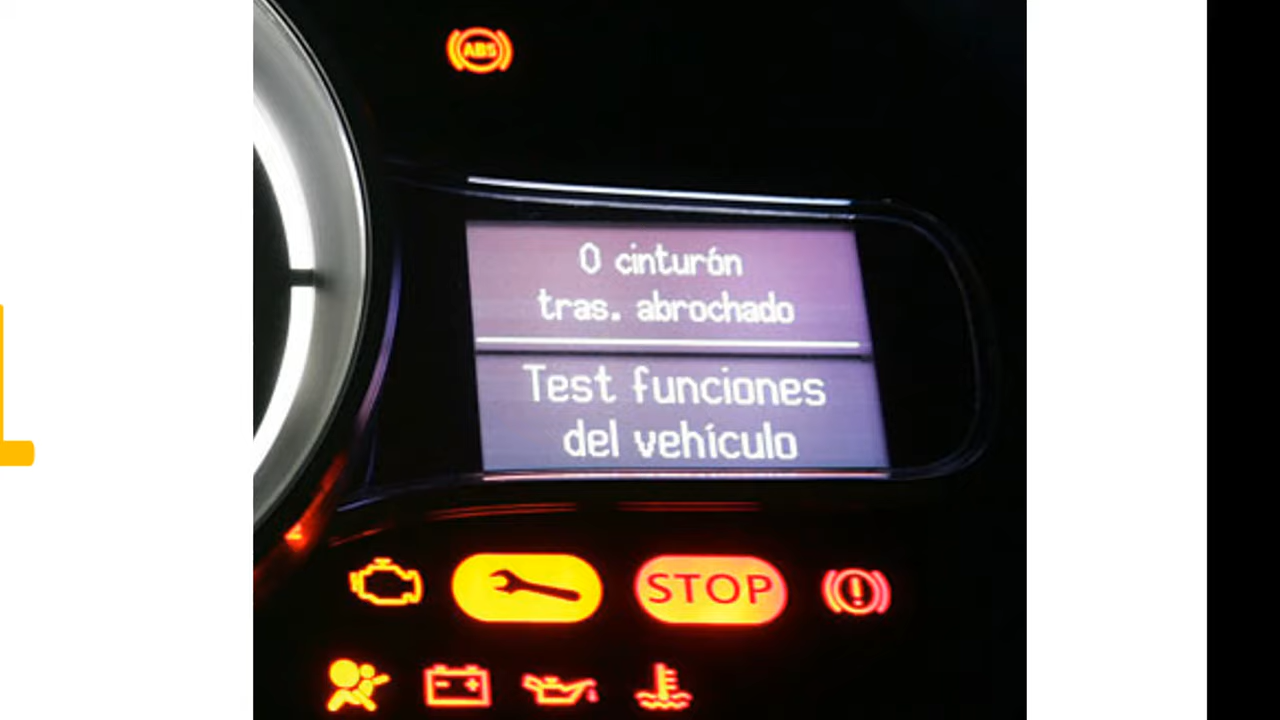 ABS
0 cinturón
tras. abrochado
Test funciones
del vehículo
STOP